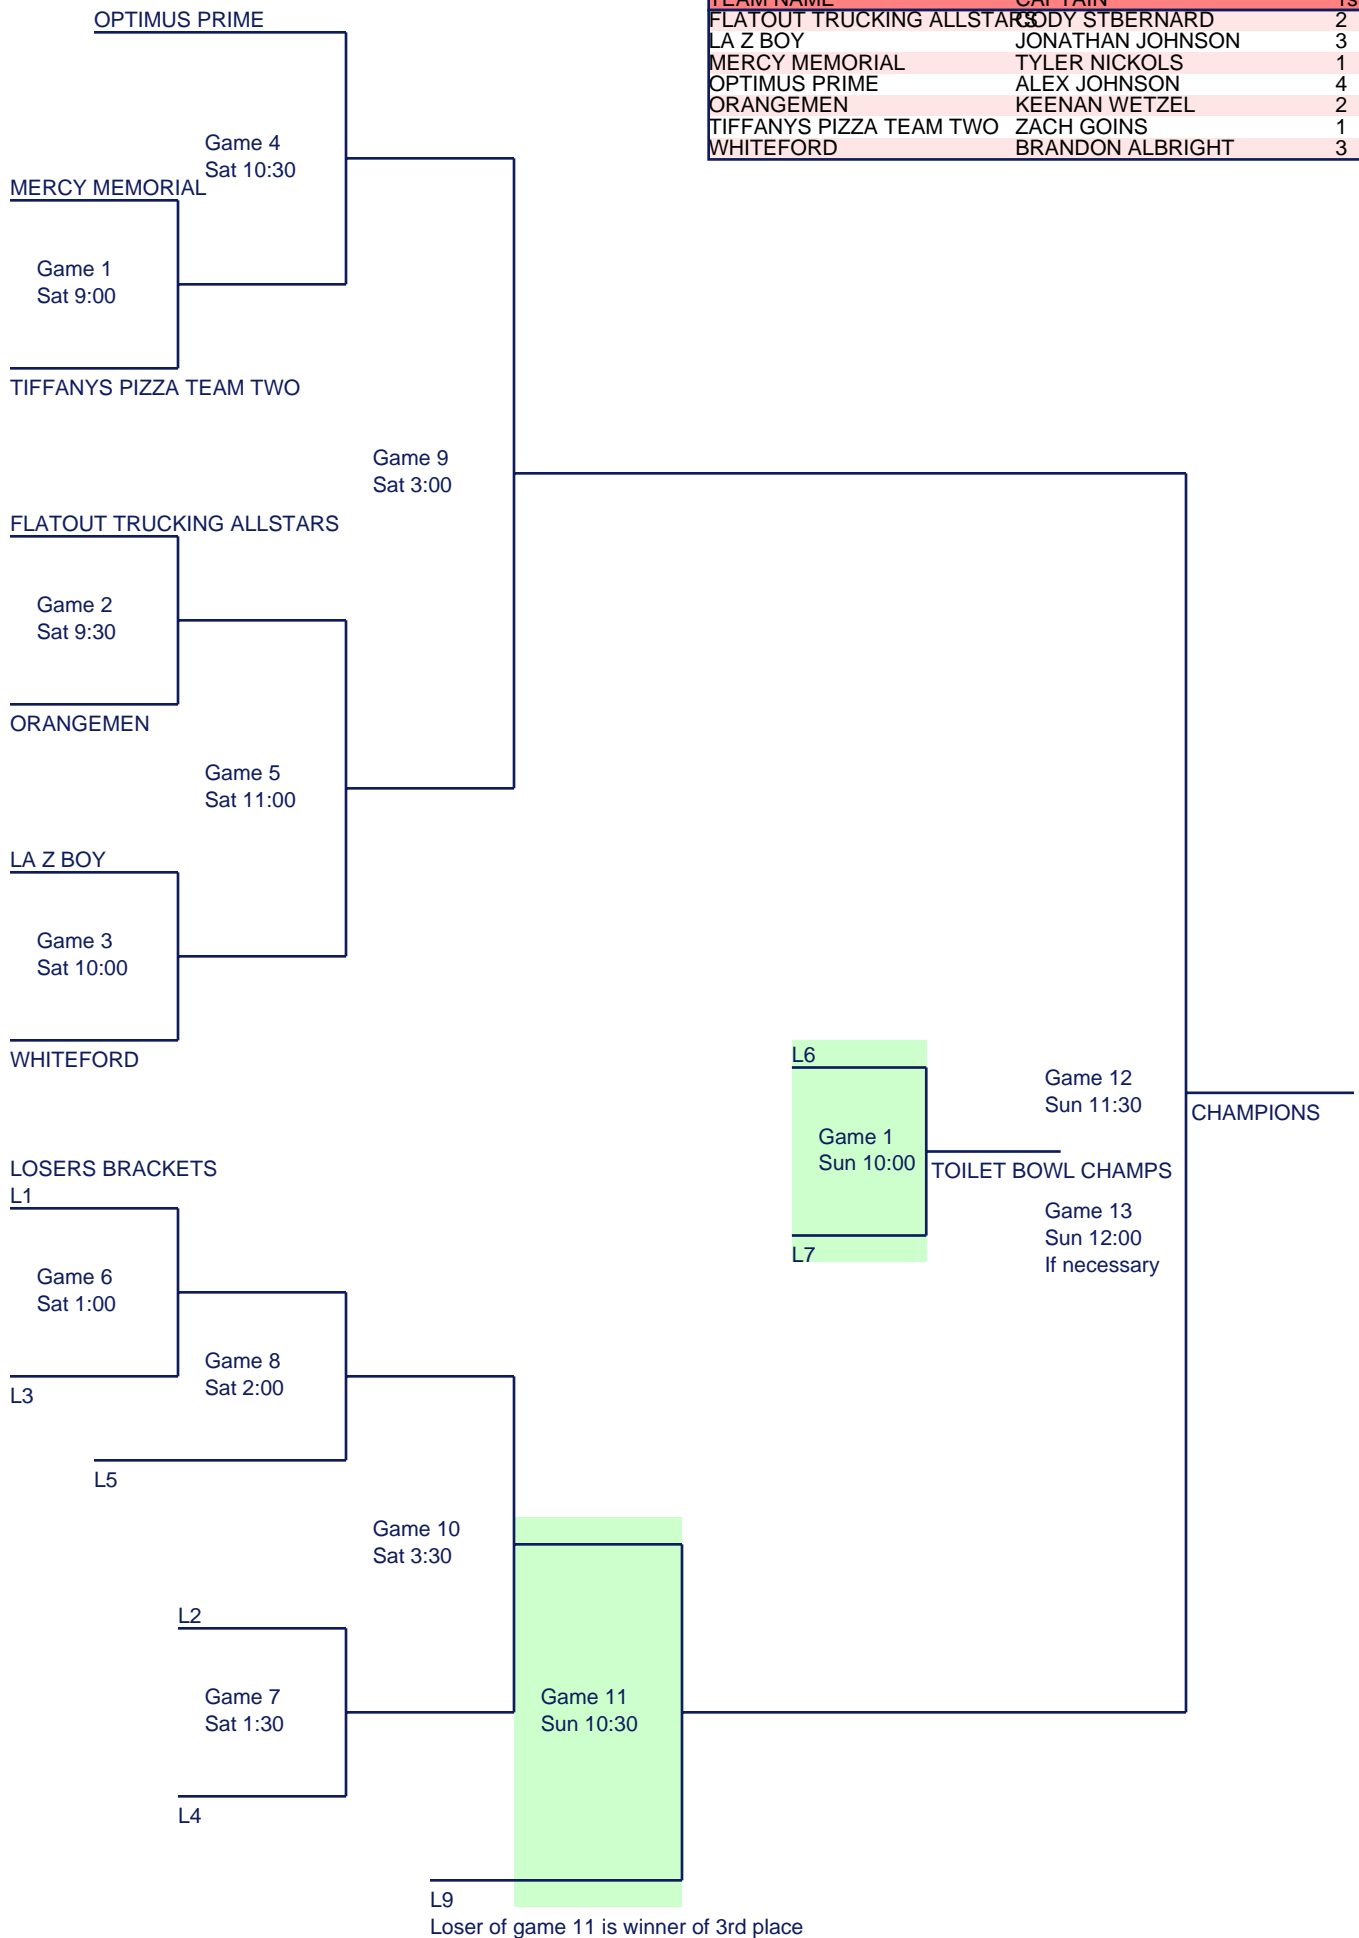 TEAM NAME CAPTAIN 1s
FLATOUT TRUCKING ALLSTARS CODY STBERNARD 2
LA Z BOY JONATHAN JOHNSON 3
MERCY MEMORIAL TYLER NICKOLS 1
OPTIMUS PRIME ALEX JOHNSON 4
ORANGEMEN KEENAN WETZEL 2
TIFFANYS PIZZA TEAM TWO ZACH GOINS 1
WHITEFORD BRANDON ALBRIGHT 3
OPTIMUS PRIME
Game 4
Sat 10:30
MERCY MEMORIAL
Game 1
Sat 9:00
TIFFANYS PIZZA TEAM TWO
Game 9
Sat 3:00
FLATOUT TRUCKING ALLSTARS
Game 2
Sat 9:30
ORANGEMEN
Game 5
Sat 11:00
LA Z BOY
Game 3
Sat 10:00
WHITEFORD
L6
Game 1
Sun 10:00
L7
TOILET BOWL CHAMPS
Game 12
Sun 11:30
CHAMPIONS
Game 13
Sun 12:00
If necessary
LOSERS BRACKETS
L1
Game 6
Sat 1:00
L3
Game 8
Sat 2:00
L5
Game 10
Sat 3:30
L2
Game 7
Sat 1:30
L4
Game 11
Sun 10:30
L9
Loser of game 11 is winner of 3rd place